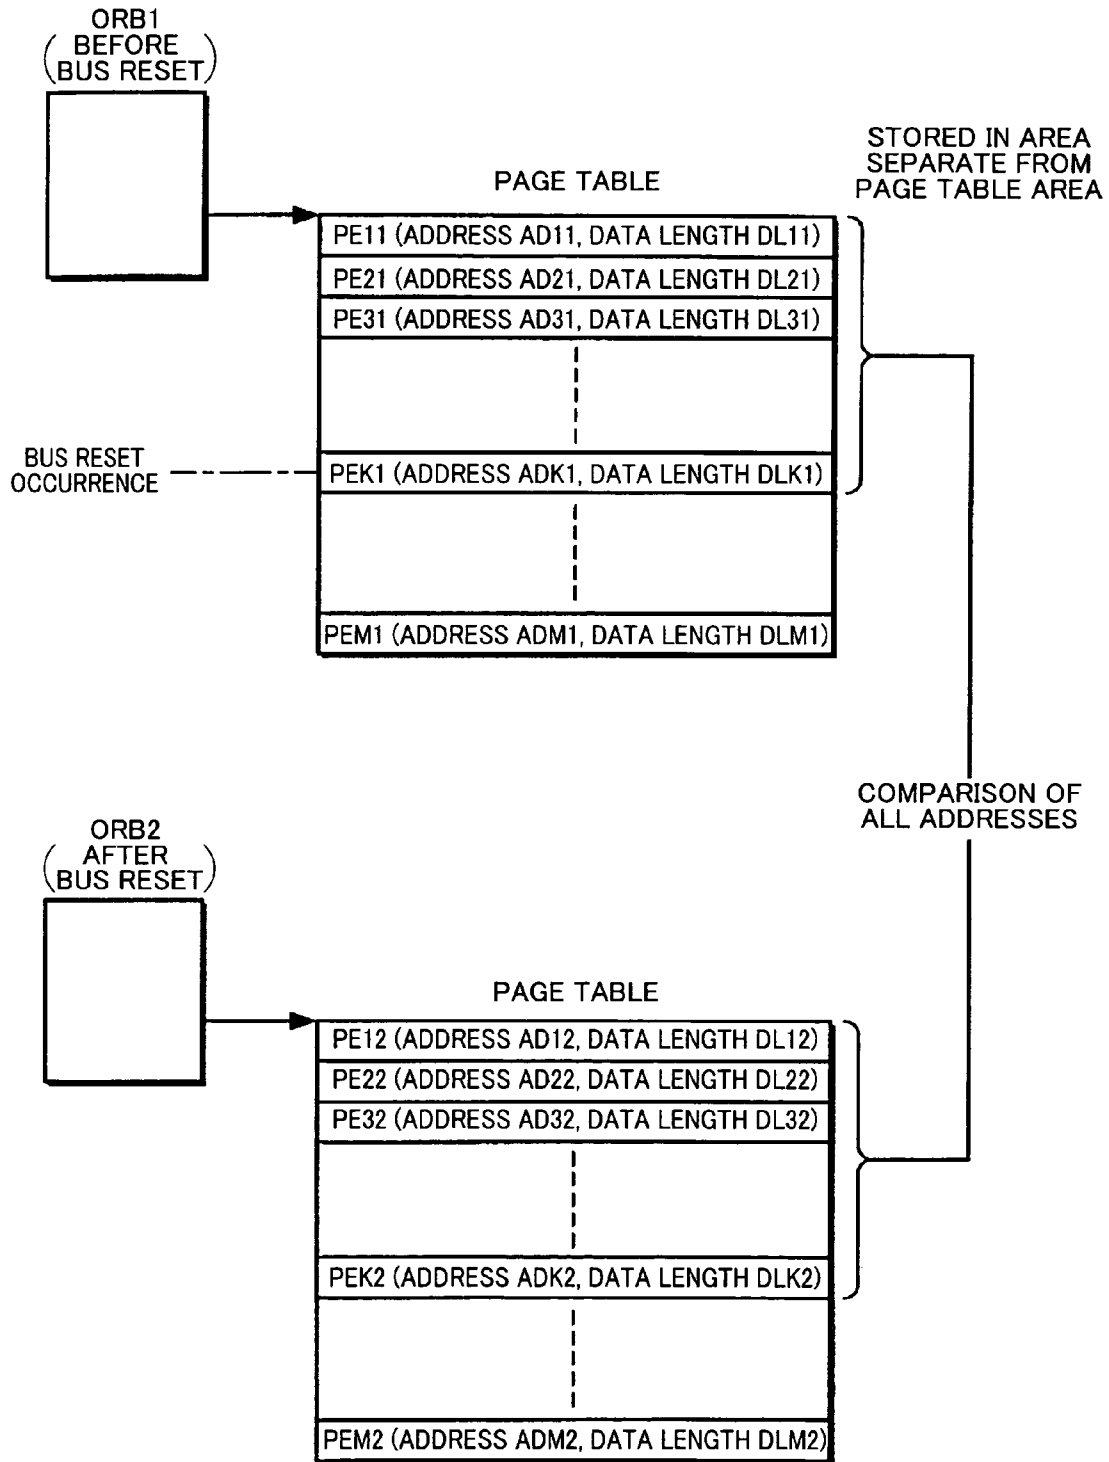 ORB1
(BEFORE
BUS RESET)
STORED IN AREA
SEPARATE FROM
PAGE TABLE AREA
PAGE TABLE
PE11 (ADDRESS AD11, DATA LENGTH DL11)
PE21 (ADDRESS AD21, DATA LENGTH DL21)
PE31 (ADDRESS AD31, DATA LENGTH DL31)
BUS RESET
OCCURRENCE
PEK1 (ADDRESS ADK1, DATA LENGTH DLK1)
PEM1 (ADDRESS ADM1, DATA LENGTH DLM1)
COMPARISON OF
ALL ADDRESSES
ORB2
(AFTER
BUS RESET)
PAGE TABLE
PE12 (ADDRESS AD12, DATA LENGTH DL12)
PE22 (ADDRESS AD22, DATA LENGTH DL22)
PE32 (ADDRESS AD32, DATA LENGTH DL32)
PEK2 (ADDRESS ADK2, DATA LENGTH DLK2)
PEM2 (ADDRESS ADM2, DATA LENGTH DLM2)